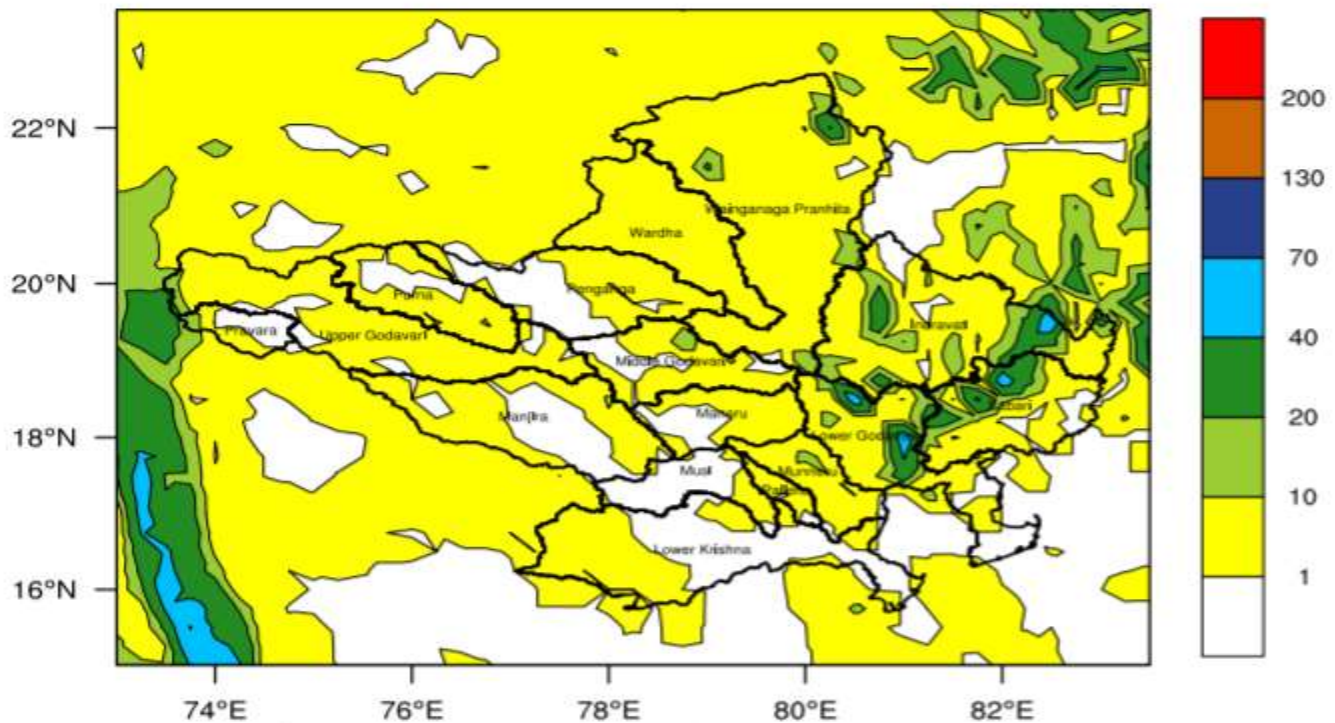 200
130
70
40
20
10
1
22°N
20°N
18°N
16°N
Wainganaga Pranhita
Wardha
Penganga
Purna
Pravara
Upper Godavari
Indravati
Middle Godavari
Manjira
Maneru
Lower Goda
Musi
Munneru
Lower Krishna
74°E
76°E
78°E
80°E
82°E